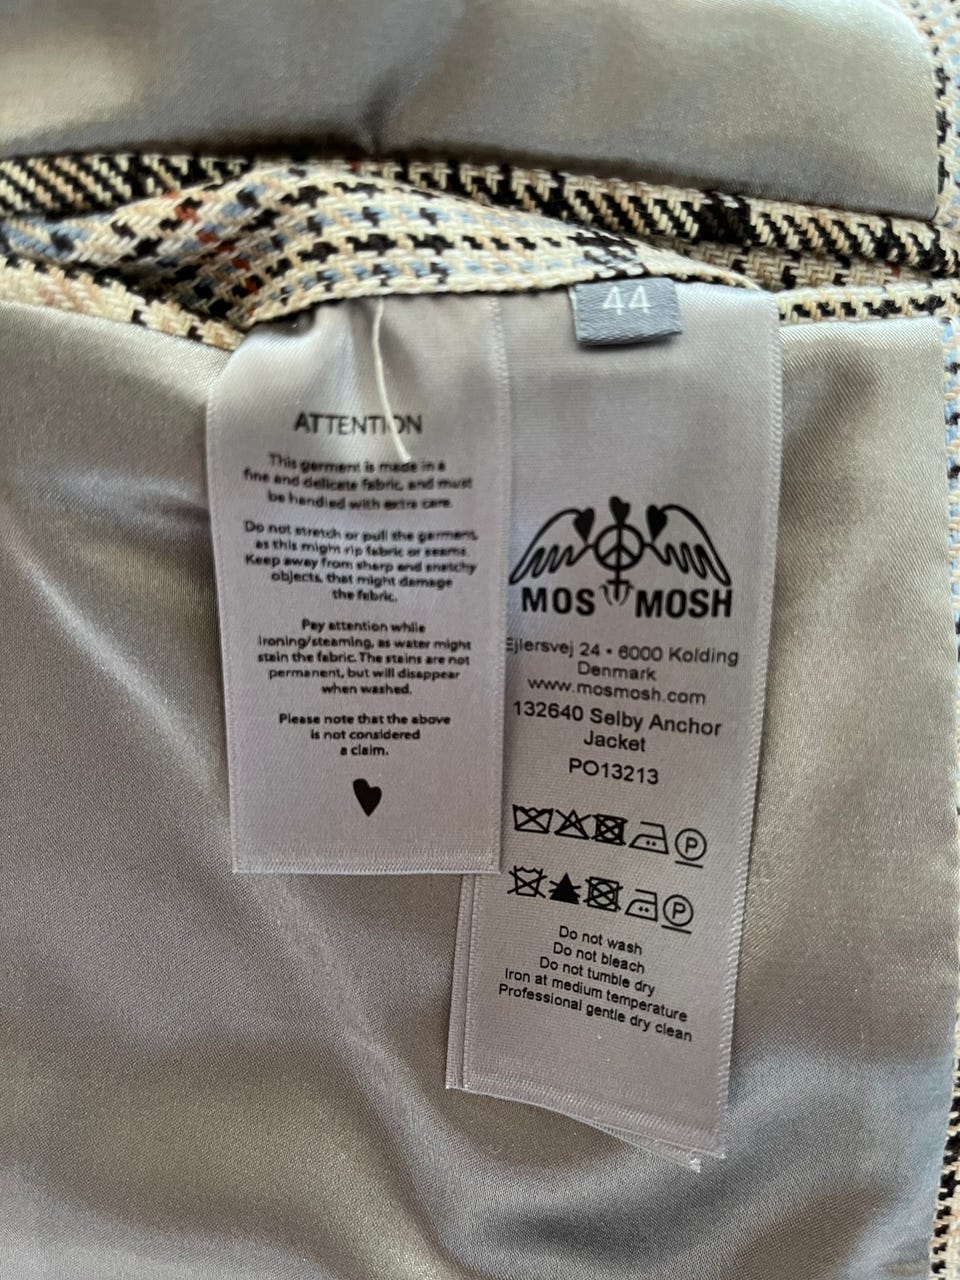 44
ATTENTION
This garment is made in a
fine and delicate fabric, and must
be handled with extra care.
Do not stretch or pull the garment,
as this might rip fabric or seams.
Keep away from sharp and snatchy
objects, that might damage
the fabric.
Pay attention while
ironing/steaming, as water might
stain the fabric. The stains are not
permanent, but will disappear
when washed.
Please note that the above
is not considered
a claim.
MOS MOSH
Ejlersvej 24 • 6000 Kolding
Denmark
www.mosmosh.com
132640 Selby Anchor
Jacket
PO13213
P
P
Do not wash
Do not bleach
Do not tumble dry
Iron at medium temperature
Professional gentle dry clean